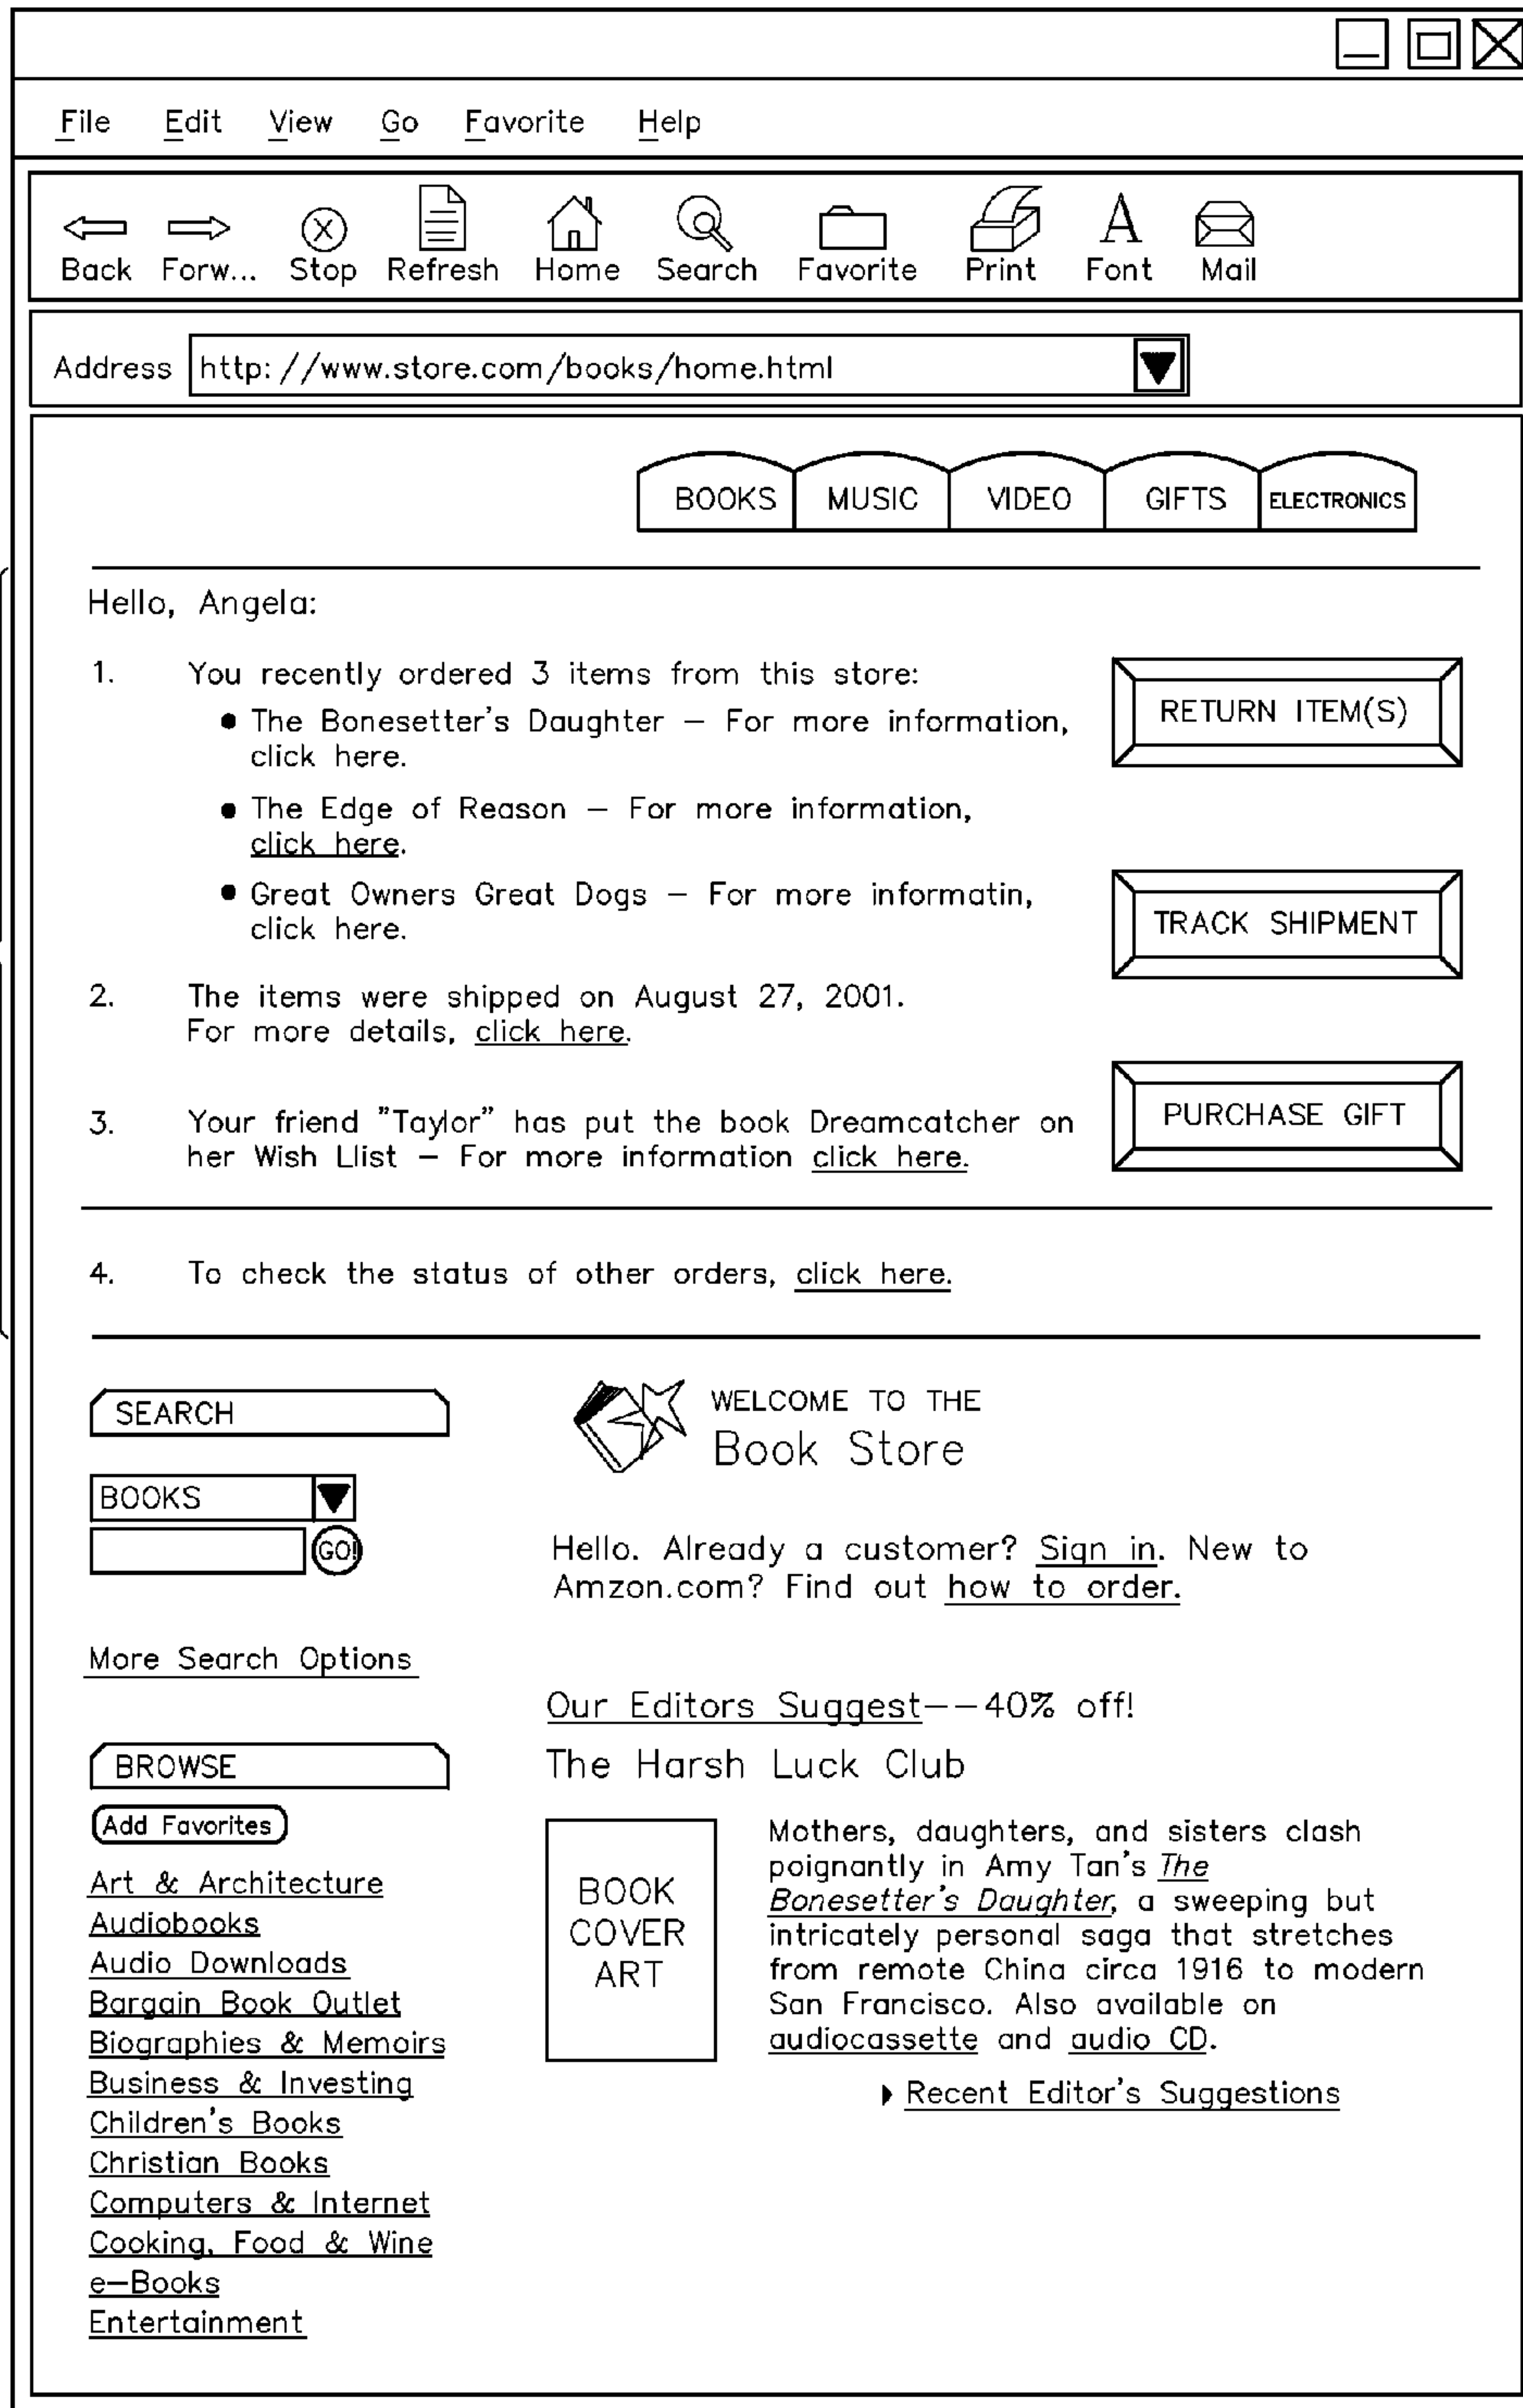 File Edit View Go Favorite Help
Back Forw... Stop Refresh Home Search Favorite Print Font Mail
Address http://www.store.com/books/home.html
BOOKS MUSIC VIDEO GIFTS ELECTRONICS
Hello, Angela:
1. You recently ordered 3 items from this store:
• The Bonesetter's Daughter – For more information,
click here.
• The Edge of Reason – For more information,
click here.
• Great Owners Great Dogs – For more informatin,
click here.
RETURN ITEM(S)
TRACK SHIPMENT
2. The items were shipped on August 27, 2001.
For more details, click here.
3. Your friend "Taylor" has put the book Dreamcatcher on
her Wish Llist – For more information click here.
PURCHASE GIFT
4. To check the status of other orders, click here.
SEARCH
BOOKS
GO!
More Search Options
BROWSE
Add Favorites
Art & Architecture
Audiobooks
Audio Downloads
Bargain Book Outlet
Biographies & Memoirs
Business & Investing
Children's Books
Christian Books
Computers & Internet
Cooking, Food & Wine
e–Books
Entertainment
WELCOME TO THE
Book Store
Hello. Already a customer? Sign in. New to
Amzon.com? Find out how to order.
Our Editors Suggest––40% off!
The Harsh Luck Club
BOOK
COVER
ART
Mothers, daughters, and sisters clash
poignantly in Amy Tan's The
Bonesetter's Daughter, a sweeping but
intricately personal saga that stretches
from remote China circa 1916 to modern
San Francisco. Also available on
audiocassette and audio CD.
Recent Editor's Suggestions